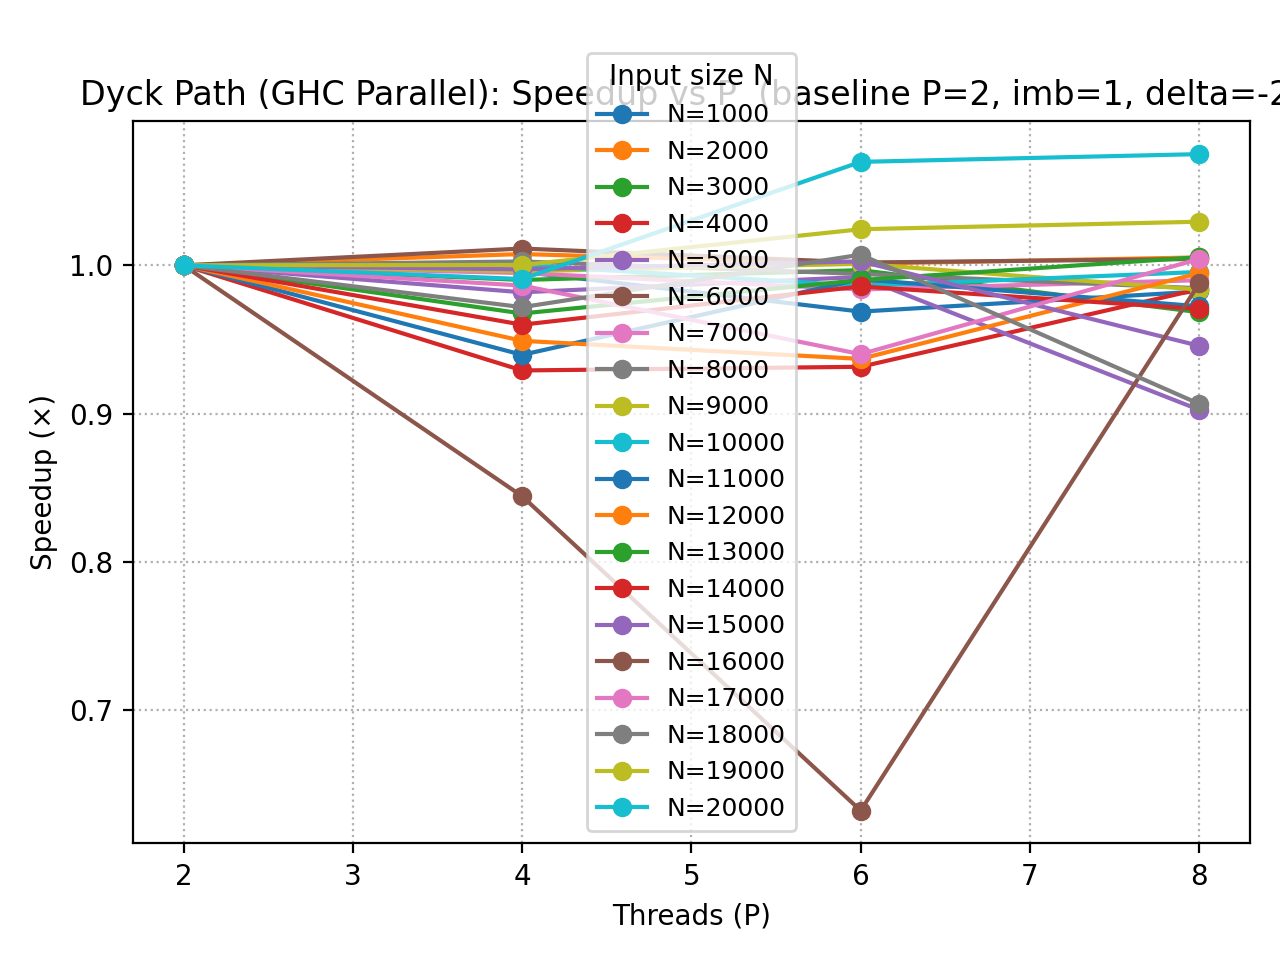 Dyck Path (GHC Parallel): Speedup vs P (baseline P=2, imb=1, delta=-2
Input size N
N=1000
N=2000
N=3000
N=4000
N=5000
N=6000
N=7000
N=8000
N=9000
N=10000
N=11000
N=12000
N=13000
N=14000
N=15000
N=16000
N=17000
N=18000
N=19000
N=20000
1.0
0.9
0.8
0.7
Speedup (×)
2 3 4 5 6 7 8
Threads (P)